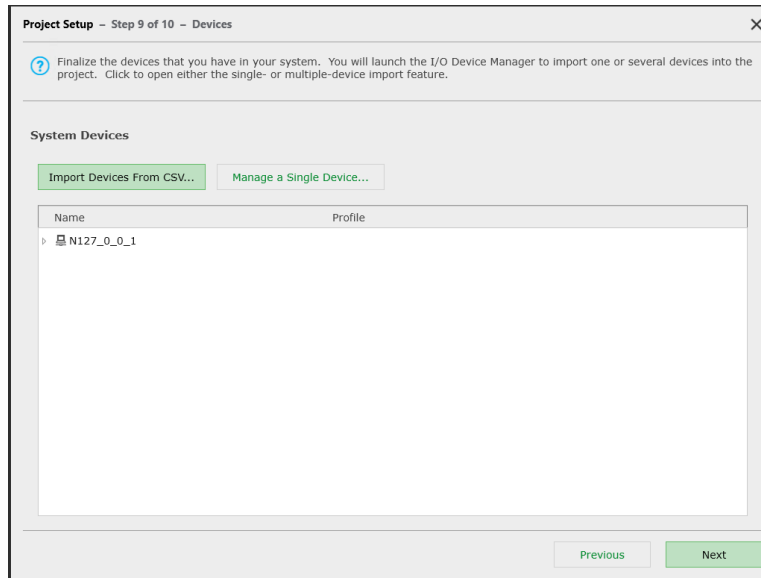 Project Setup – Step 9 of 10 – Devices
Finalize the devices that you have in your system. You will launch the I/O Device Manager to import one or several devices into the
project. Click to open either the single- or multiple-device import feature.
System Devices
Import Devices From CSV...
Manage a Single Device...
Name Profile
N127_0_0_1
Previous Next